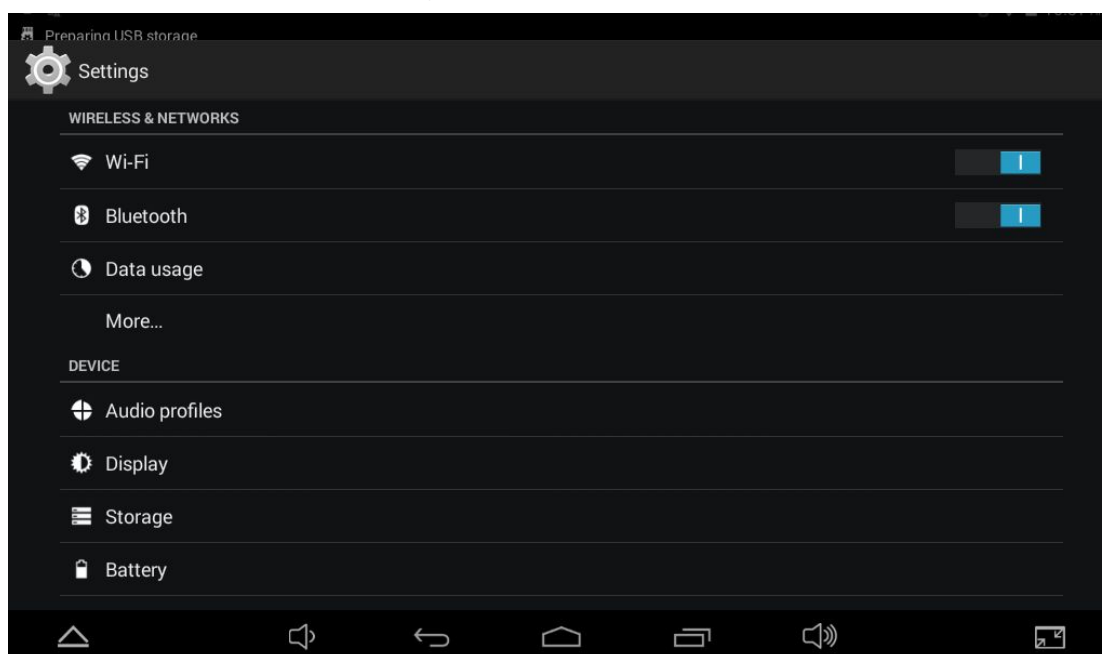 Preparing USB storage
Settings
WIRELESS & NETWORKS
Wi-Fi
Bluetooth
Data usage
More...
DEVICE
Audio profiles
Display
Storage
Battery